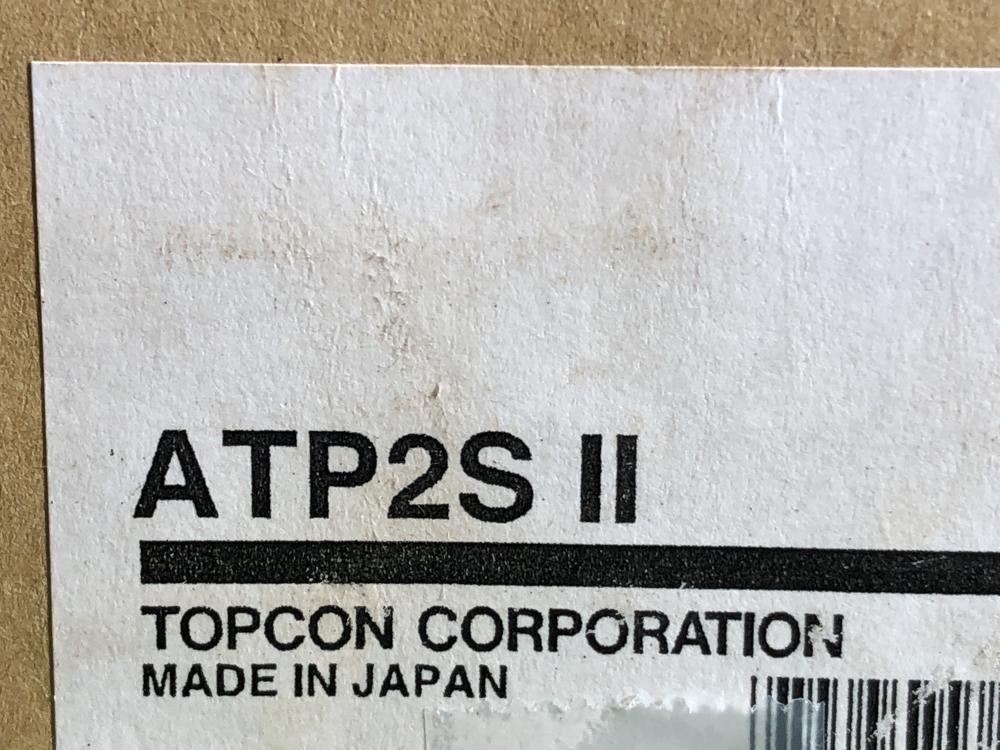 ATP2S II
TOPCON CORPORATION
MADE IN JAPAN